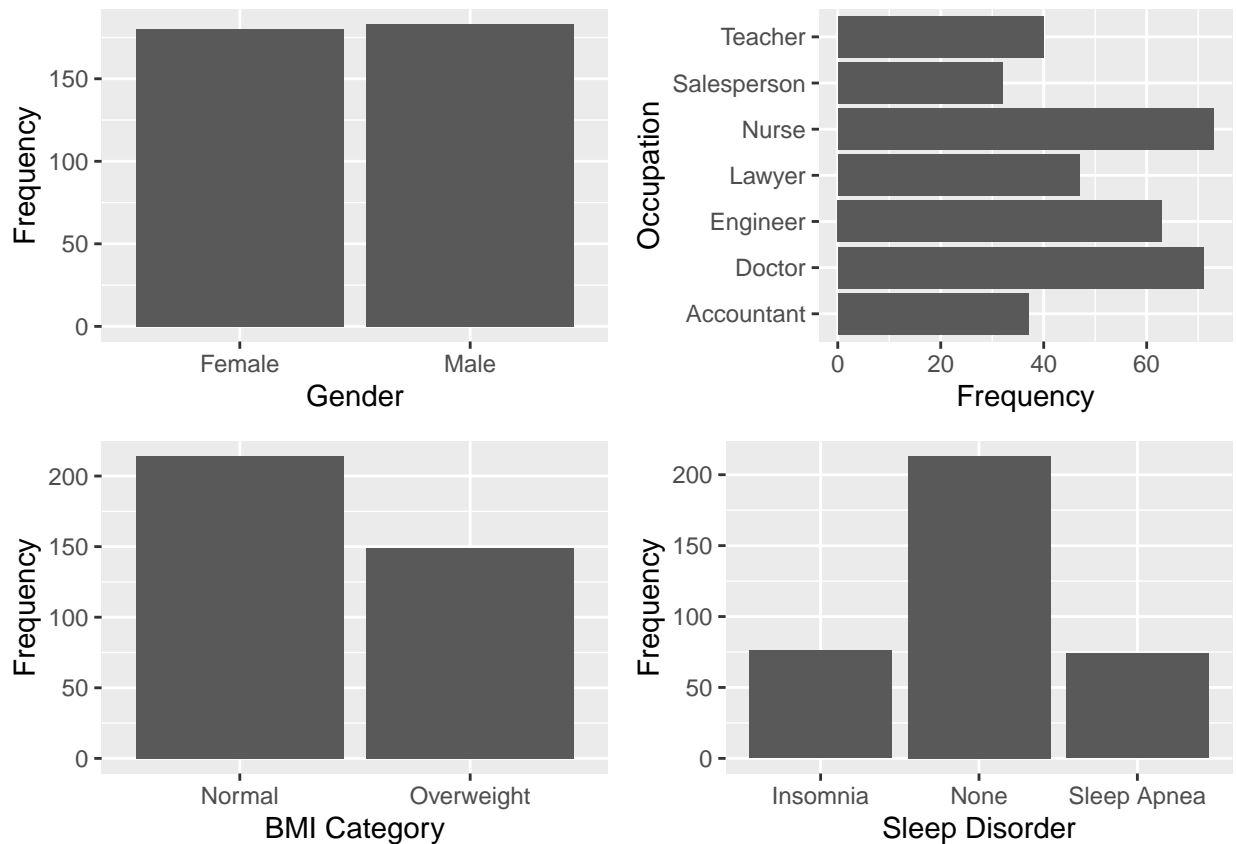 150
100
50
0
Frequency
Female Male
Gender
Teacher
Salesperson
Nurse
Lawyer
Engineer
Doctor
Accountant
Occupation
0 20 40 60
Frequency
200
150
100
50
0
Frequency
Normal Overweight
BMI Category
200
150
100
50
0
Frequency
Insomnia None Sleep Apnea
Sleep Disorder